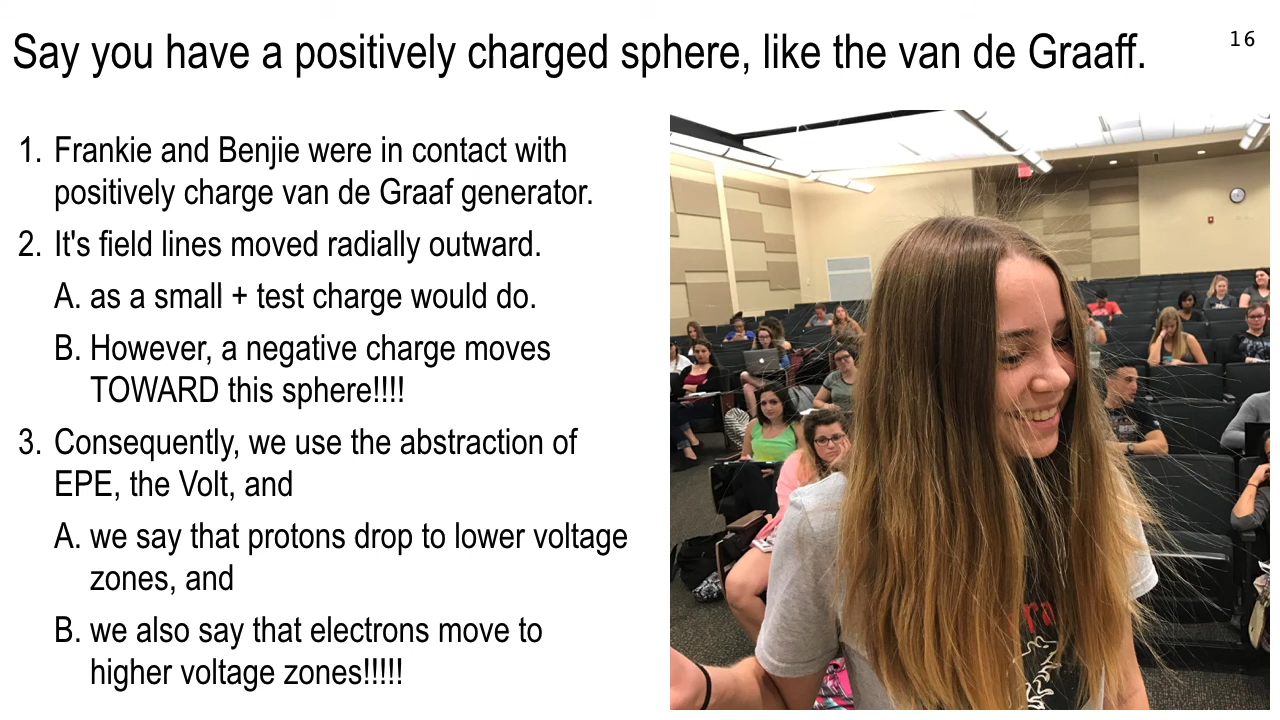 Say you have a positively charged sphere, like the van de Graaff.
16
1. Frankie and Benjie were in contact with
positively charge van de Graaf generator.
2. It's field lines moved radially outward.
A. as a small + test charge would do.
B. However, a negative charge moves
TOWARD this sphere!!!!
3. Consequently, we use the abstraction of
EPE, the Volt, and
A. we say that protons drop to lower voltage
zones, and
B. we also say that electrons move to
higher voltage zones!!!!!